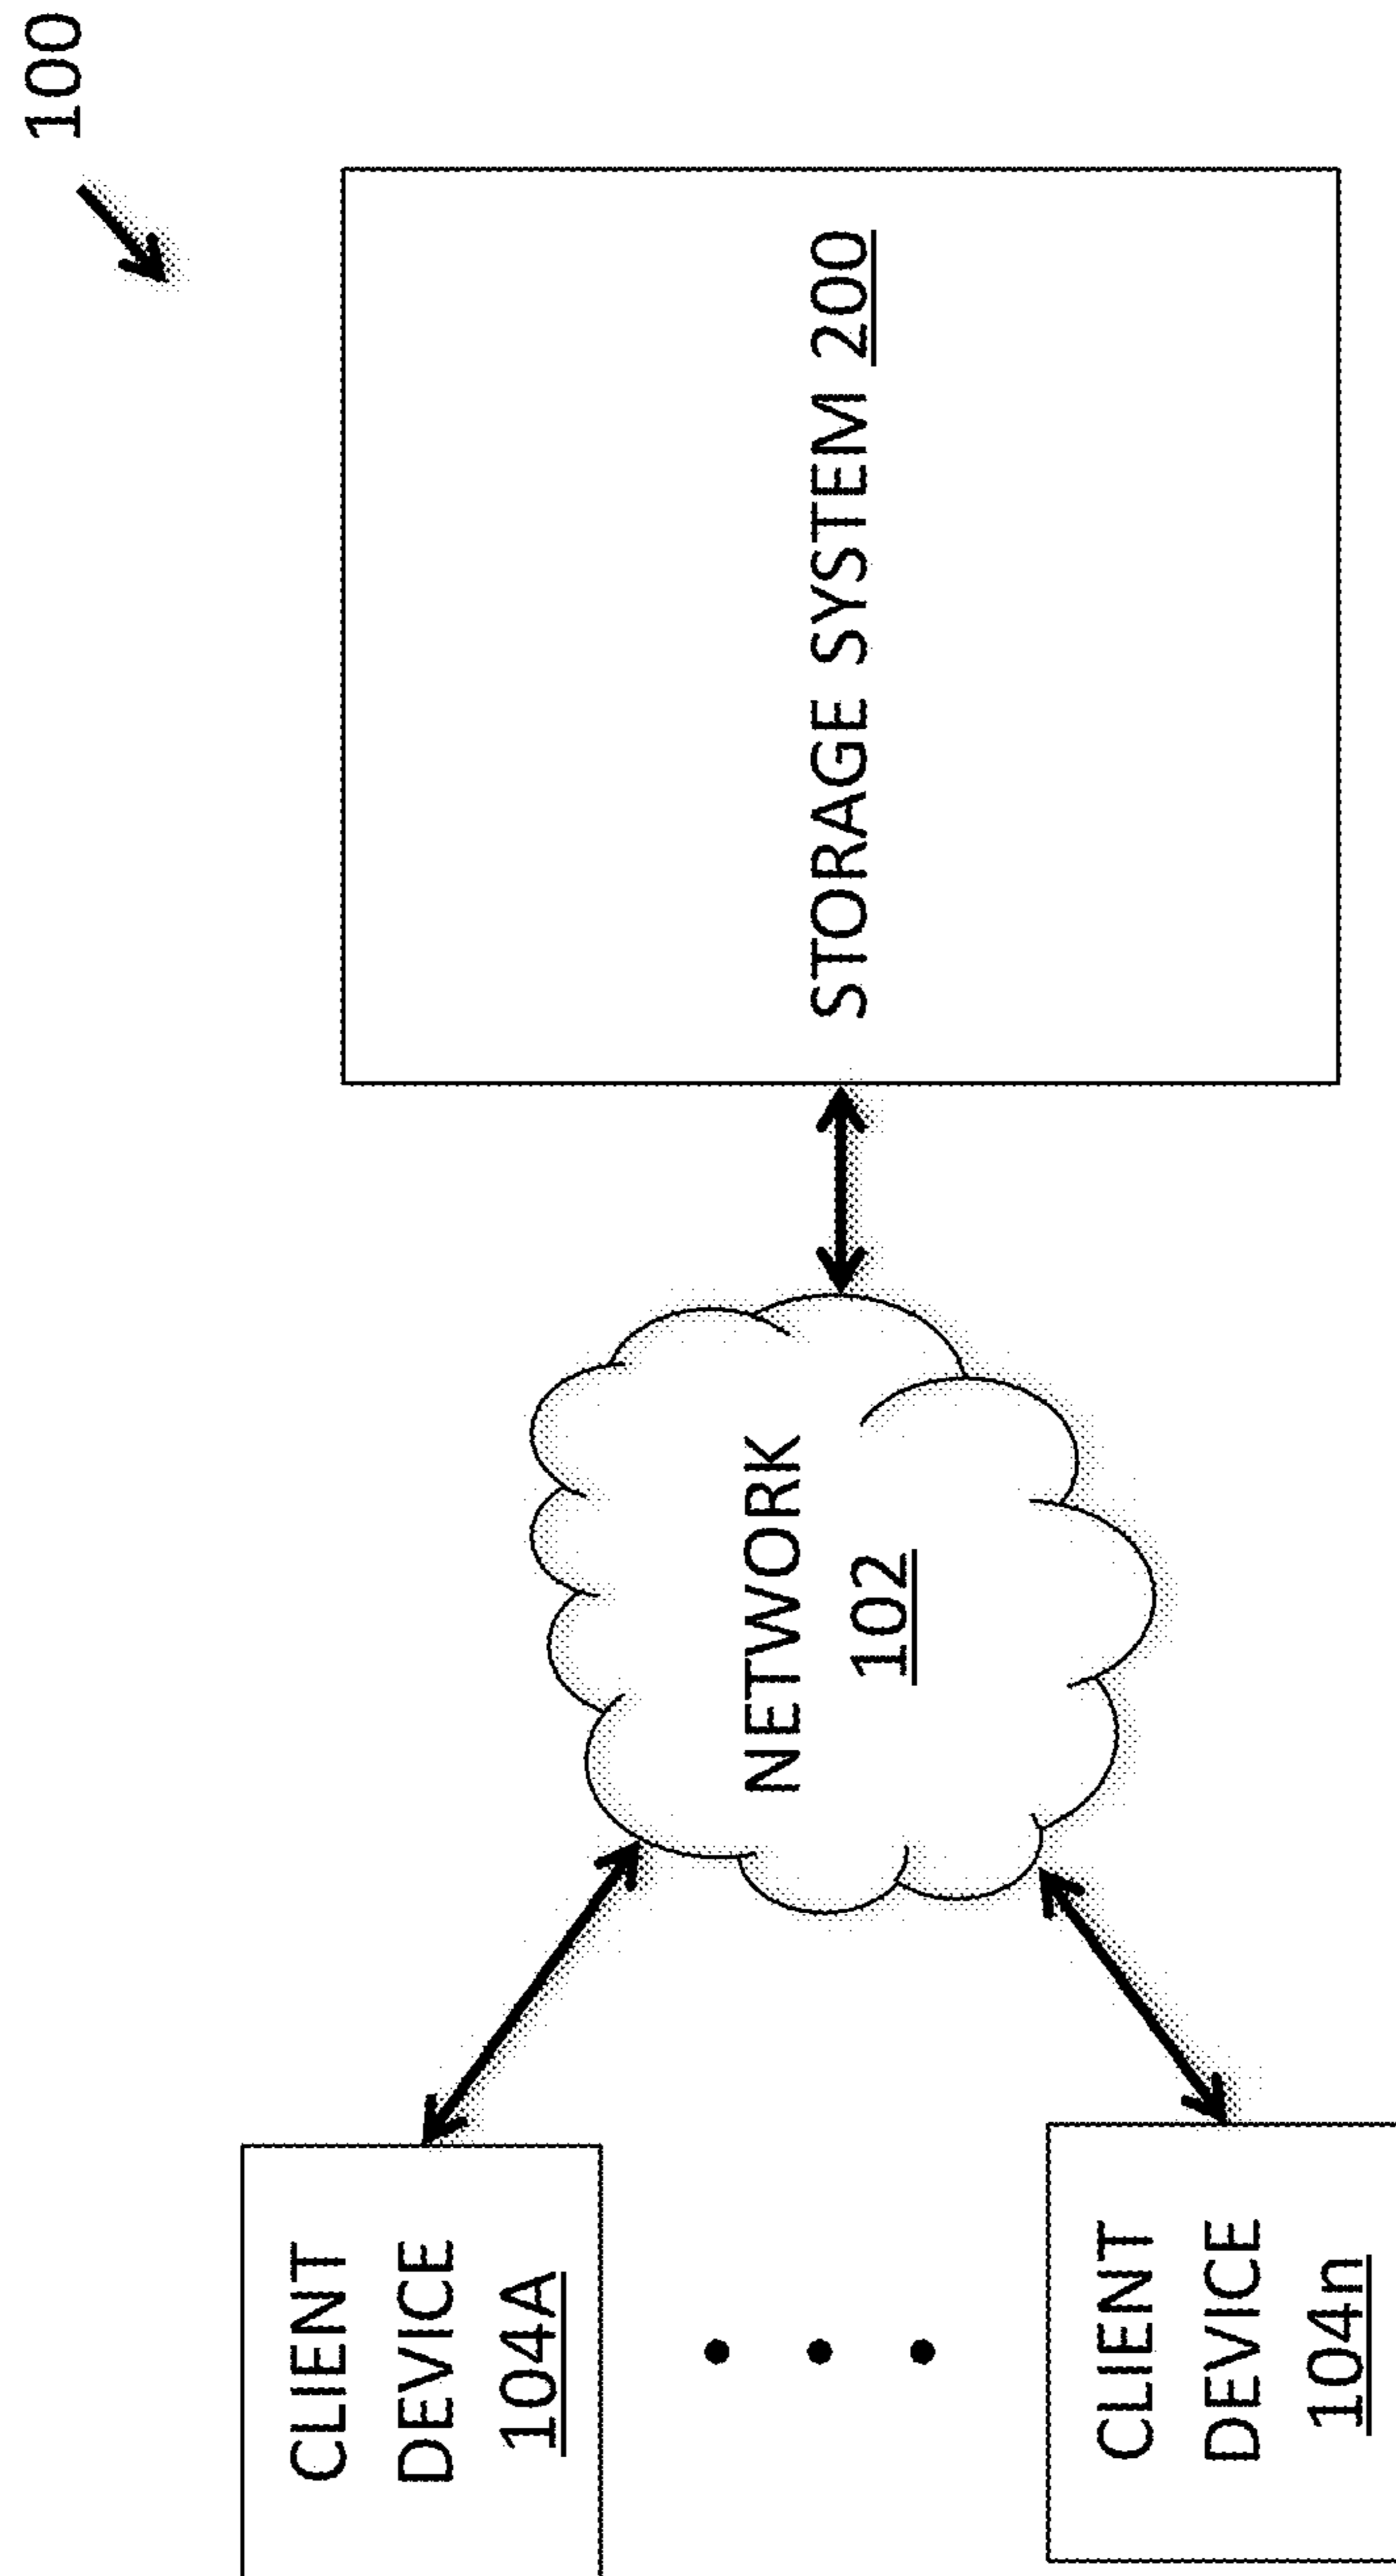 100
CLIENT
DEVICE
104A
CLIENT
DEVICE
104n
NETWORK
102
STORAGE SYSTEM 200